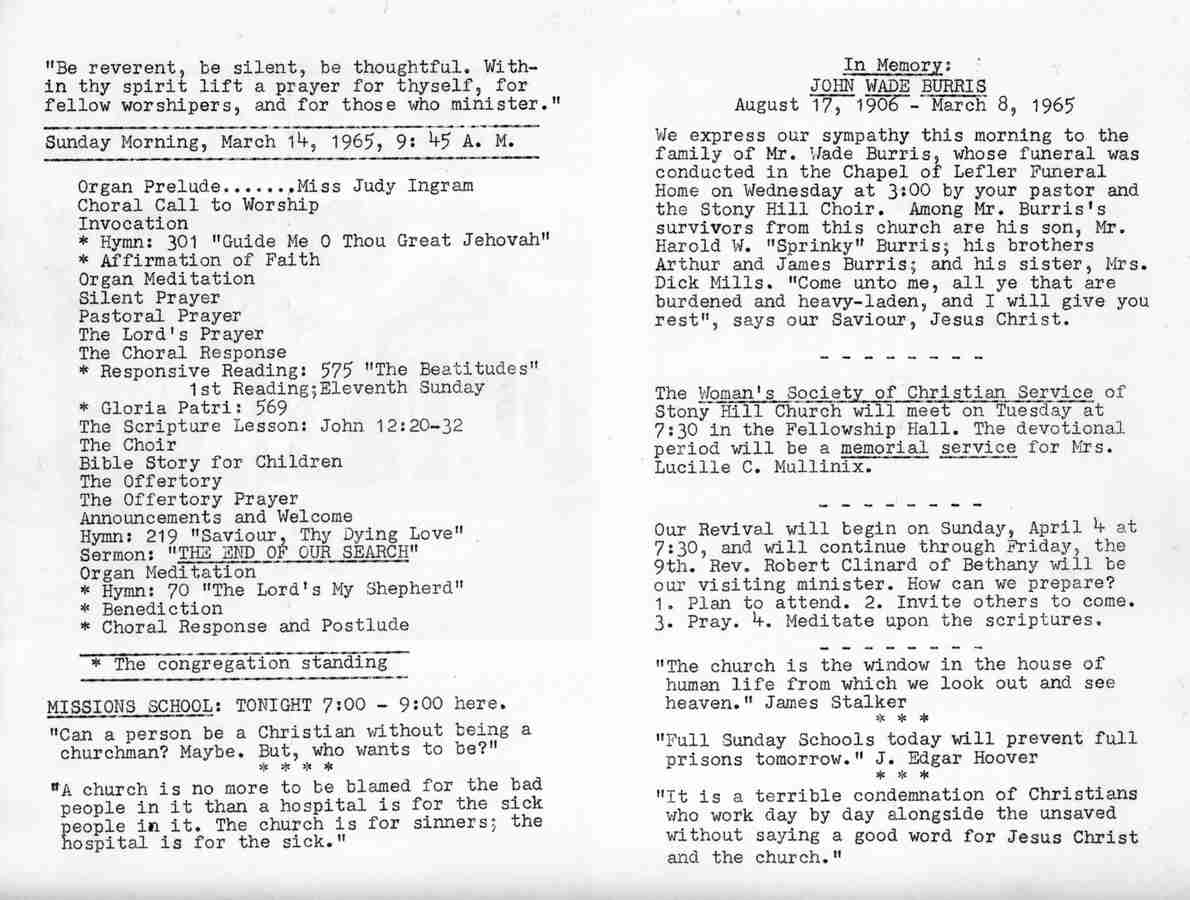 "Be reverent, be silent, be thoughtful. With-
in thy spirit lift a prayer for thyself, for
fellow worshipers, and for those who minister."
Sunday Morning, March 14, 1965, 9: 45 A. M.
Organ Prelude.......Miss Judy Ingram
Choral Call to Worship
Invocation
* Hymn: 301 "Guide Me O Thou Great Jehovah"
* Affirmation of Faith
Organ Meditation
Silent Prayer
Pastoral Prayer
The Lord's Prayer
The Choral Response
* Responsive Reading: 575 "The Beatitudes"
1st Reading;Eleventh Sunday
* Gloria Patri: 569
The Scripture Lesson: John 12:20-32
The Choir
Bible Story for Children
The Offertory
The Offertory Prayer
Announcements and Welcome
Hymn: 219 "Saviour, Thy Dying Love"
Sermon: "THE END OF OUR SEARCH"
Organ Meditation
* Hymn: 70 "The Lord's My Shepherd"
* Benediction
* Choral Response and Postlude
* The congregation standing
MISSIONS SCHOOL: TONIGHT 7:00 - 9:00 here.
"Can a person be a Christian without being a
churchman? Maybe. But, who wants to be?"
* * * *
"A church is no more to be blamed for the bad
people in it than a hospital is for the sick
people in it. The church is for sinners; the
hospital is for the sick."
In Memory:
JOHN WADE BURRIS
August 17, 1906 - March 8, 1965
We express our sympathy this morning to the
family of Mr. Wade Burris, whose funeral was
conducted in the Chapel of Lefler Funeral
Home on Wednesday at 3:00 by your pastor and
the Stony Hill Choir. Among Mr. Burris's
survivors from this church are his son, Mr.
Harold W. "Sprinky" Burris; his brothers
Arthur and James Burris; and his sister, Mrs.
Dick Mills. "Come unto me, all ye that are
burdened and heavy-laden, and I will give you
rest", says our Saviour, Jesus Christ.
- - - - - - - -
The Woman's Society of Christian Service of
Stony Hill Church will meet on Tuesday at
7:30 in the Fellowship Hall. The devotional
period will be a memorial service for Mrs.
Lucille C. Mullinix.
- - - - - - - -
Our Revival will begin on Sunday, April 4 at
7:30, and will continue through Friday, the
9th. Rev. Robert Clinard of Bethany will be
our visiting minister. How can we prepare?
1. Plan to attend. 2. Invite others to come.
3. Pray. 4. Meditate upon the scriptures.
- - - - - - - -
"The church is the window in the house of
human life from which we look out and see
heaven." James Stalker
* * *
"Full Sunday Schools today will prevent full
prisons tomorrow." J. Edgar Hoover
* * *
"It is a terrible condemnation of Christians
who work day by day alongside the unsaved
without saying a good word for Jesus Christ
and the church."